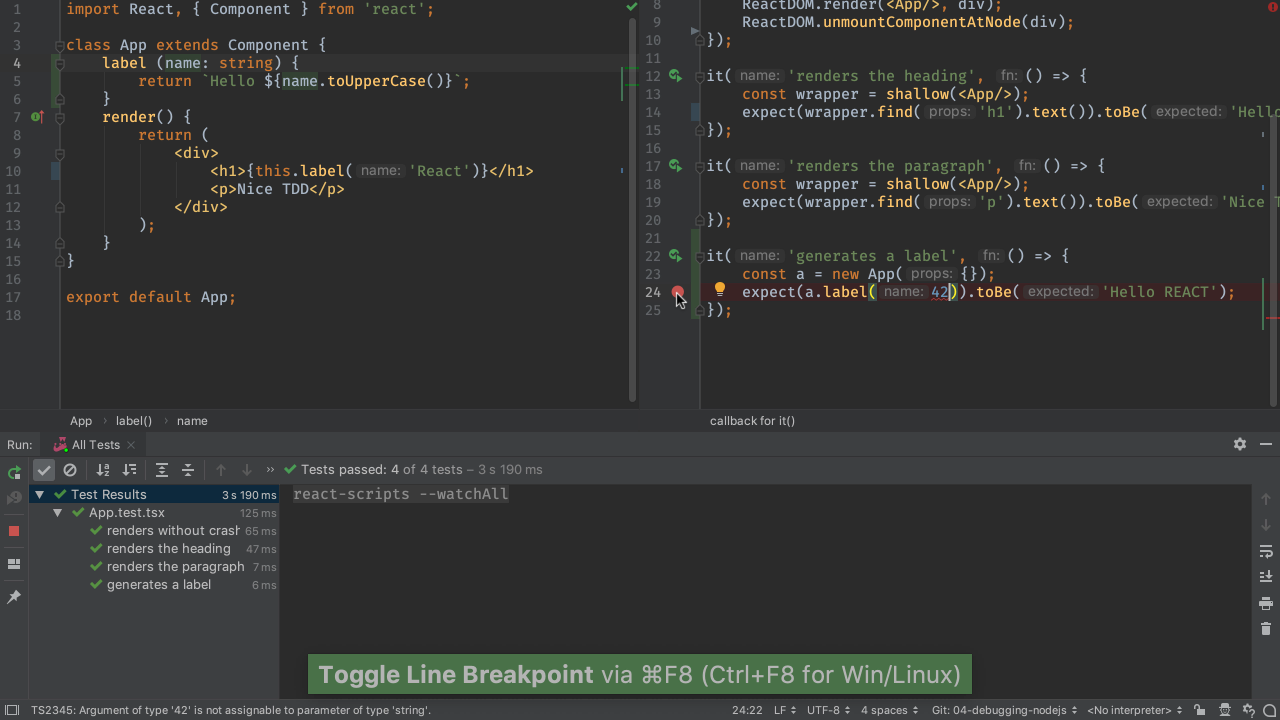 1 import React, { Component } from 'react';
2
3 class App extends Component {
4 label (name: string) {
5 return `Hello ${name.toUpperCase()}`;
6 }
7 render() {
8 return (
9 <div>
10 <h1>{this.label( name: 'React')}</h1>
11 <p>Nice TDD</p>
12 </div>
13 );
14 }
15 }
16
17 export default App;
18
8 ReactDOM.render(<App/>, div);
9 ReactDOM.unmountComponentAtNode(div);
10 });
11
12 it( name: 'renders the heading', fn: () => {
13 const wrapper = shallow(<App/>);
14 expect(wrapper.find( props: 'h1').text()).toBe( expected: 'Hello
15 });
16
17 it( name: 'renders the paragraph', fn: () => {
18 const wrapper = shallow(<App/>);
19 expect(wrapper.find( props: 'p').text()).toBe( expected: 'Nice T
20 });
21
22 it( name: 'generates a label', fn: () => {
23 const a = new App( props: {});
24 expect(a.label( name: 42)).toBe( expected: 'Hello REACT');
25 });
App › label() › name
callback for it()
Run: All Tests
Tests passed: 4 of 4 tests – 3 s 190 ms
Test Results 3 s 190 ms
App.test.tsx 125 ms
renders without crash 65 ms
renders the heading 47 ms
renders the paragraph 7 ms
generates a label 6 ms
react-scripts --watchAll
Toggle Line Breakpoint via ⌘F8 (Ctrl+F8 for Win/Linux)
TS2345: Argument of type '42' is not assignable to parameter of type 'string'. 24:22 LF UTF-8 4 spaces Git: 04-debugging-nodejs <No interpreter>